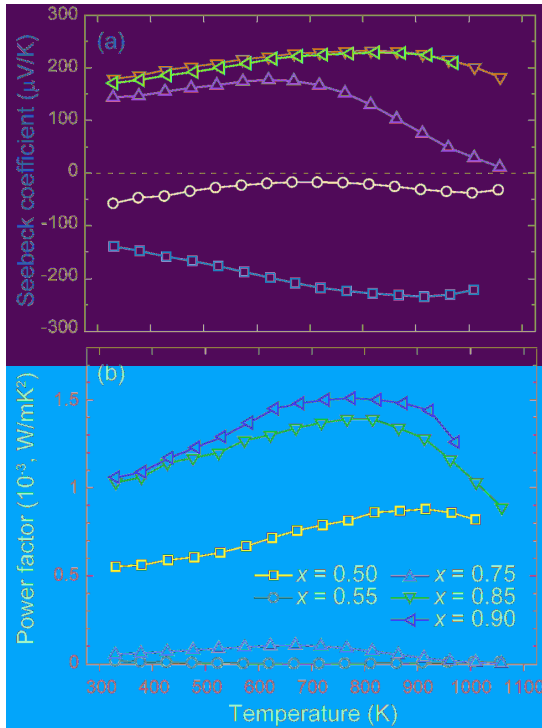 (a)
300
200
100
0
-100
-200
-300
Seebeck coefficient (μV/K)
(b)
1.5
1
0.5
0
Power factor (10⁻³, W/mK²)
x = 0.50
x = 0.75
x = 0.55
x = 0.85
x = 0.90
300 400 500 600 700 800 900 1000 1100
Temperature (K)